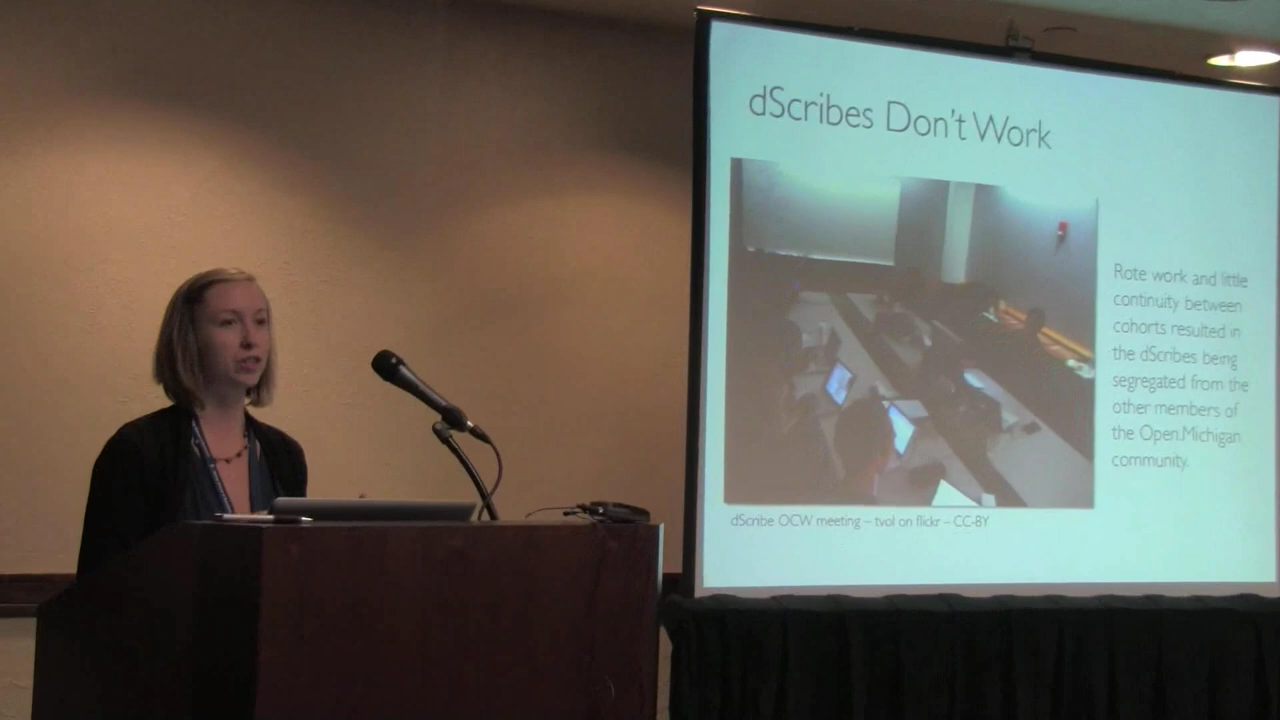 dScribes Don't Work
Rote work and little
continuity between
cohorts resulted in
the dScribes being
segregated from the
other members of
the Open.Michigan
community.
dScribe OCW meeting – tvol on flickr – CC-BY